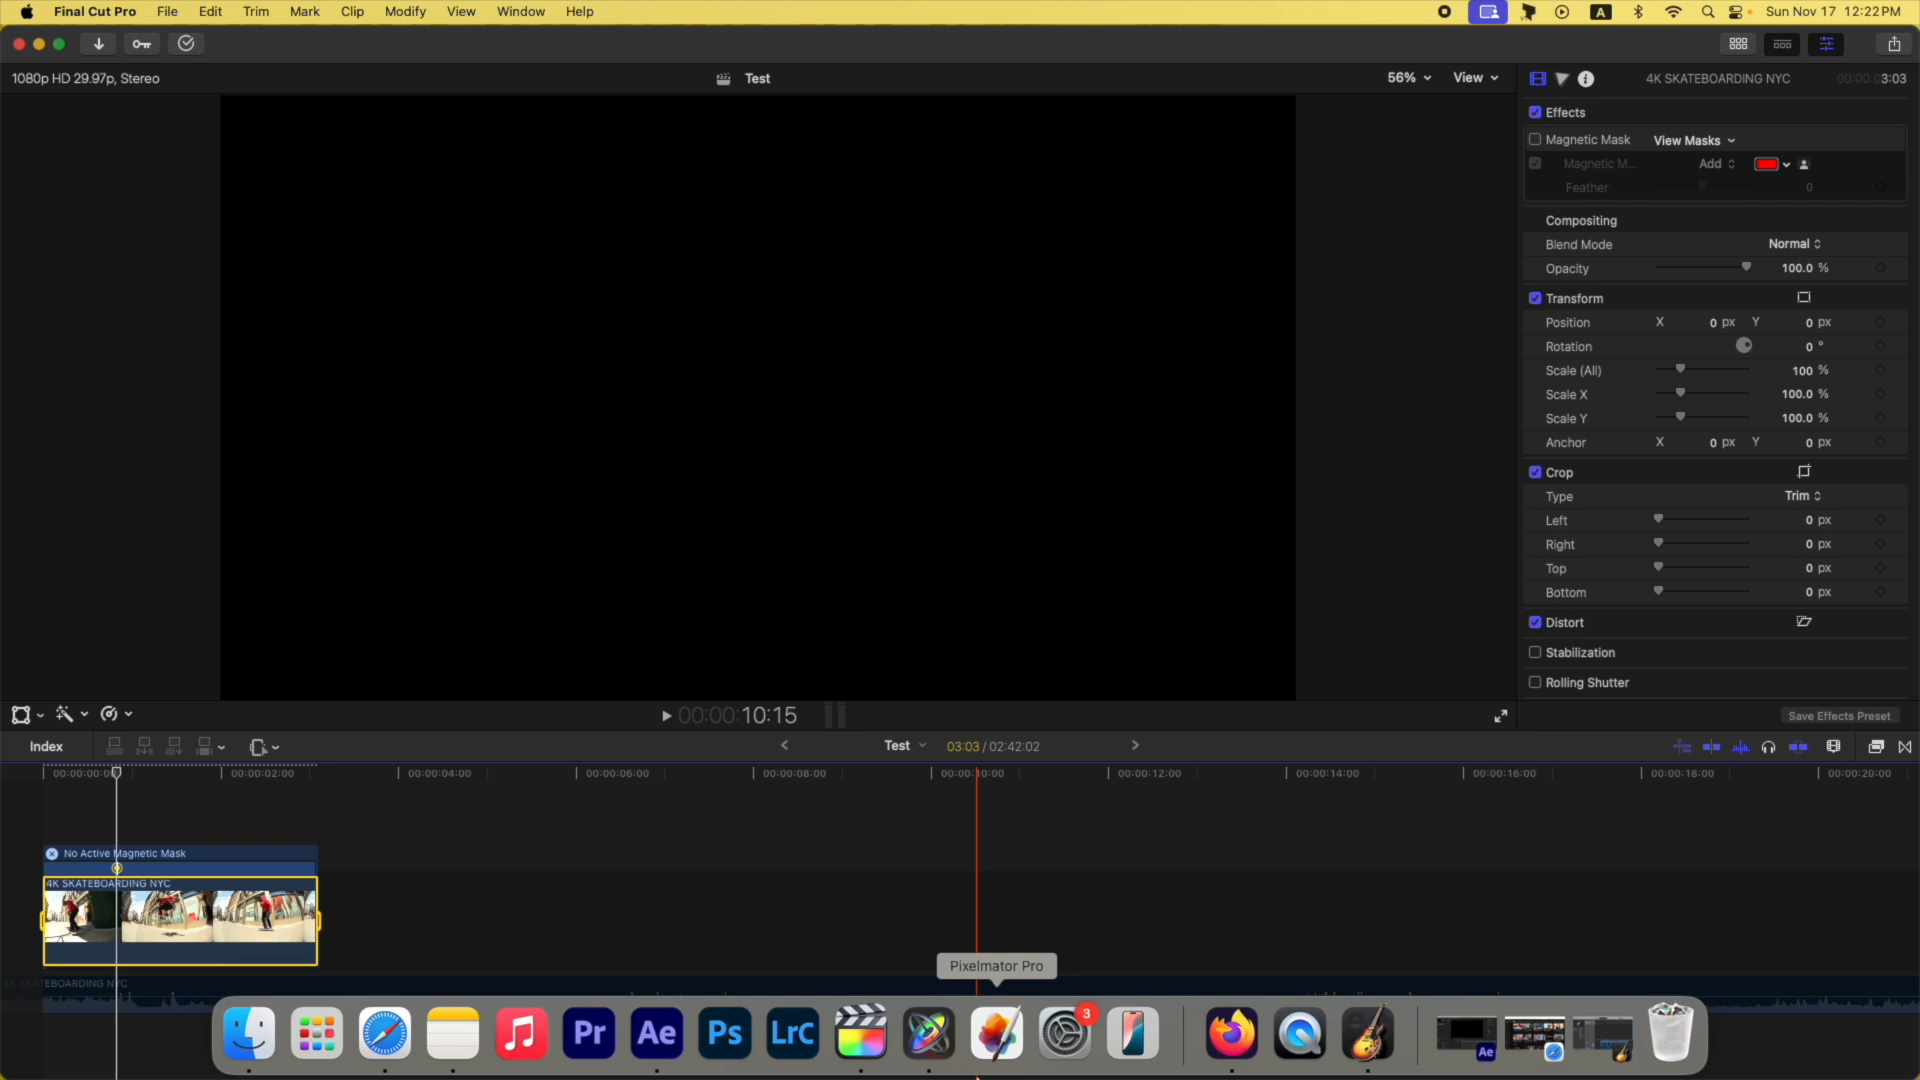 Final Cut Pro File Edit Trim Mark Clip Modify View Window Help
A Sun Nov 17 12:22 PM
1080p HD 29.97p, Stereo
Test
56% View
4K SKATEBOARDING NYC 00:00:03:03
Effects
Magnetic Mask View Masks
Magnetic M... Add
Feather 0
Compositing
Blend Mode Normal
Opacity 100.0 %
Transform
Position X 0 px Y 0 px
Rotation 0 °
Scale (All) 100 %
Scale X 100.0 %
Scale Y 100.0 %
Anchor X 0 px Y 0 px
Crop
Type Trim
Left 0 px
Right 0 px
Top 0 px
Bottom 0 px
Distort
Stabilization
Rolling Shutter
00:00:10:15
Save Effects Preset
Index
Test 03:03 / 02:42:02
00:00:00:0 00:00:02:00 00:00:04:00 00:00:06:00 00:00:08:00 00:00:10:00 00:00:12:00 00:00:14:00 00:00:16:00 00:00:18:00 00:00:20:00
No Active Magnetic Mask
4K SKATEBOARDING NYC
Pixelmator Pro
4K SKATEBOARDING NYC
Pr Ae Ps LrC 3 Ae